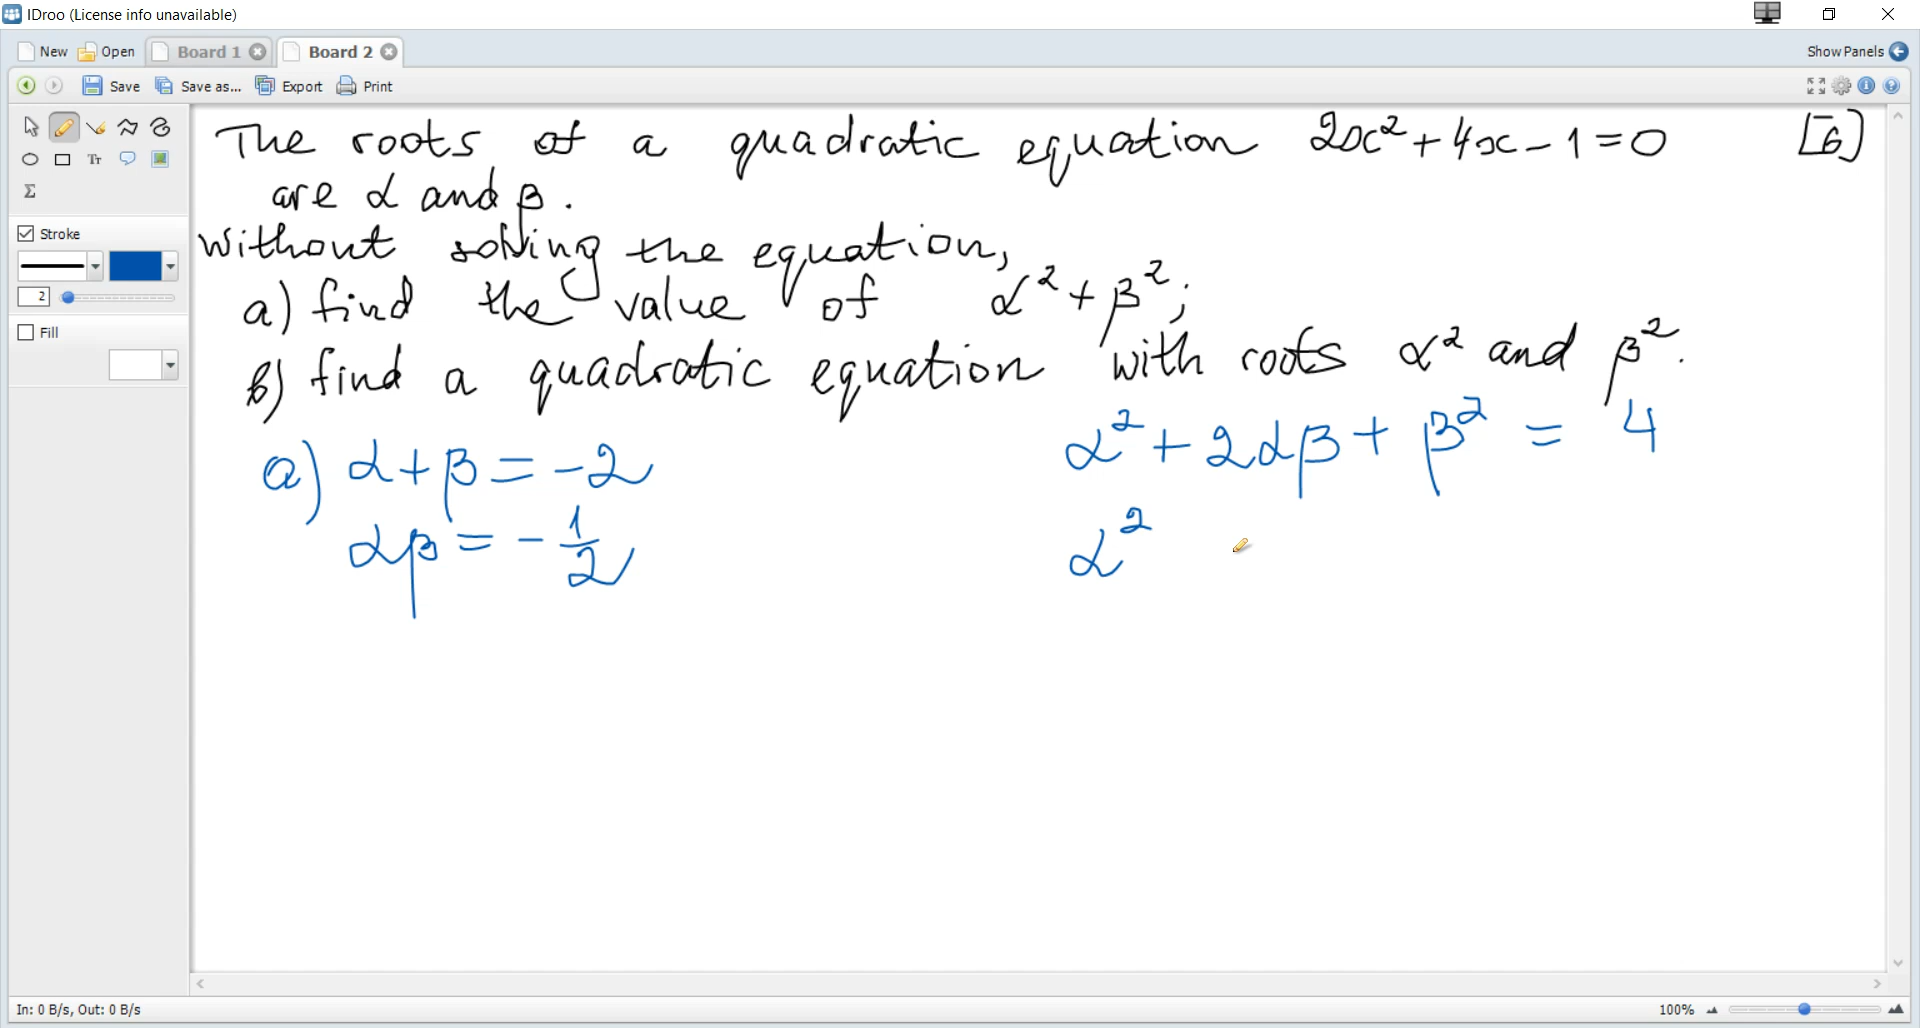 IDroo (License info unavailable)
New Open Board 1 Board 2 Show Panels
Save Save as... Export Print
Tr
Σ
Stroke
2
Fill
The roots of a quadratic equation 2x² + 4x - 1 = 0 [6]
are α and β.
Without solving the equation,
a) find the value of α² + β²;
b) find a quadratic equation with roots α² and β².
a) α + β = -2
αβ = - 1/2
α² + 2αβ + β² = 4
α²
In: 0 B/s, Out: 0 B/s 100%